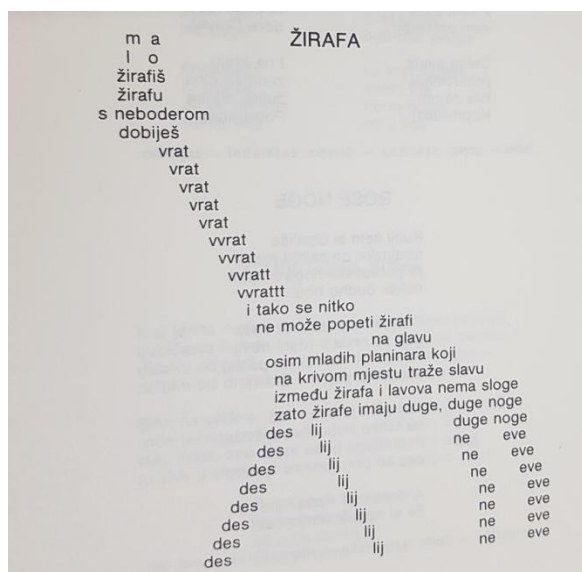 ŽIRAFA
m a
l o
žirafiš
žirafu
s neboderom
dobiješ
vrat
vrat
vrat
vrat
vrat
vvrat
vvrat
vvratt
vvrattt
i tako se nitko
ne može popeti žirafi
na glavu
osim mladih planinara koji
na krivom mjestu traže slavu
između žirafa i lavova nema sloge
zato žirafe imaju duge, duge noge
des lij duge noge
des lij ne eve
des lij ne eve
des lij ne eve
des lij ne eve
des lij ne eve
des lij ne eve
des lij ne eve